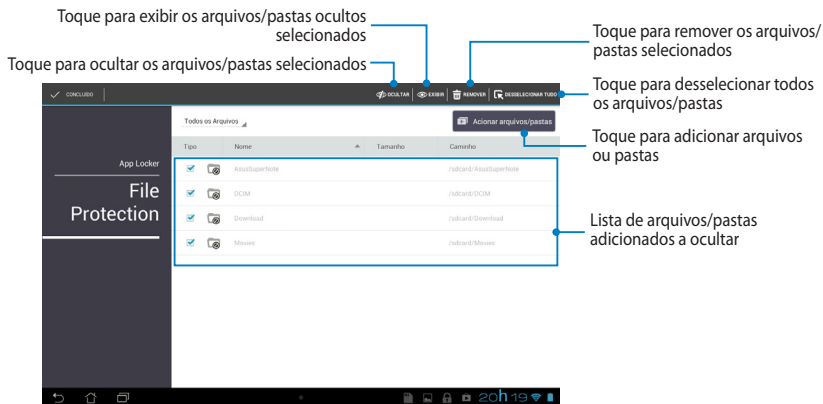 Toque para exibir os arquivos/pastas ocultos
selecionados
Toque para ocultar os arquivos/pastas selecionados
Toque para remover os arquivos/
pastas selecionados
Toque para desselecionar todos
os arquivos/pastas
Toque para adicionar arquivos
ou pastas
Lista de arquivos/pastas
adicionados a ocultar
CONCLUÍDO
OCULTAR EXIBIR REMOVER DESSELECIONAR TUDO
Todos os Arquivos
Acionar arquivos/pastas
Tipo Nome Tamanho Caminho
App Locker
File
Protection
AsusSuperNote /sdcard/AsusSuperNote
DCIM /sdcard/DCIM
Download /sdcard/Download
Movies /sdcard/Movies
20h19